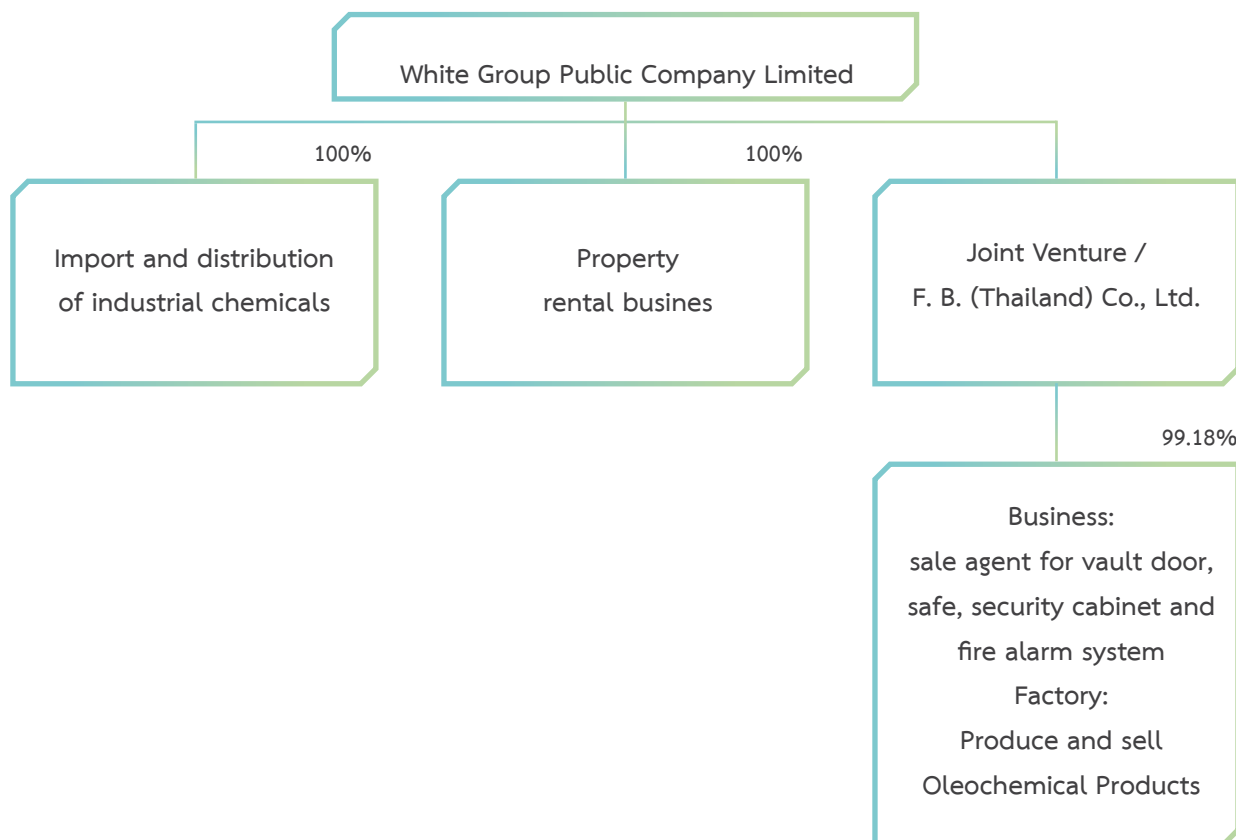 White Group Public Company Limited
100%
100%
Import and distribution
of industrial chemicals
Property
rental busines
Joint Venture /
F. B. (Thailand) Co., Ltd.
99.18%
Business:
sale agent for vault door,
safe, security cabinet and
fire alarm system
Factory:
Produce and sell
Oleochemical Products